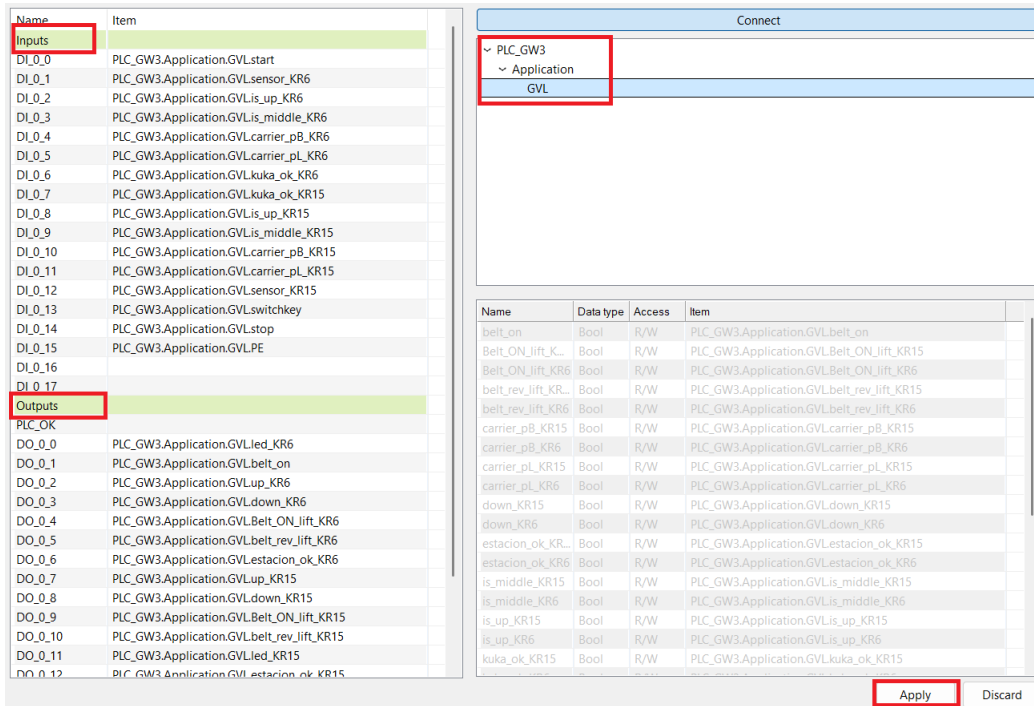 Name Item
Inputs
DI_0_0 PLC_GW3.Application.GVL.start
DI_0_1 PLC_GW3.Application.GVL.sensor_KR6
DI_0_2 PLC_GW3.Application.GVL.is_up_KR6
DI_0_3 PLC_GW3.Application.GVL.is_middle_KR6
DI_0_4 PLC_GW3.Application.GVL.carrier_pB_KR6
DI_0_5 PLC_GW3.Application.GVL.carrier_pL_KR6
DI_0_6 PLC_GW3.Application.GVL.kuka_ok_KR6
DI_0_7 PLC_GW3.Application.GVL.kuka_ok_KR15
DI_0_8 PLC_GW3.Application.GVL.is_up_KR15
DI_0_9 PLC_GW3.Application.GVL.is_middle_KR15
DI_0_10 PLC_GW3.Application.GVL.carrier_pB_KR15
DI_0_11 PLC_GW3.Application.GVL.carrier_pL_KR15
DI_0_12 PLC_GW3.Application.GVL.sensor_KR15
DI_0_13 PLC_GW3.Application.GVL.switchkey
DI_0_14 PLC_GW3.Application.GVL.stop
DI_0_15 PLC_GW3.Application.GVL.PE
DI_0_16
DI_0_17
Outputs
PLC_OK
DO_0_0 PLC_GW3.Application.GVL.led_KR6
DO_0_1 PLC_GW3.Application.GVL.belt_on
DO_0_2 PLC_GW3.Application.GVL.up_KR6
DO_0_3 PLC_GW3.Application.GVL.down_KR6
DO_0_4 PLC_GW3.Application.GVL.Belt_ON_lift_KR6
DO_0_5 PLC_GW3.Application.GVL.belt_rev_lift_KR6
DO_0_6 PLC_GW3.Application.GVL.estacion_ok_KR6
DO_0_7 PLC_GW3.Application.GVL.up_KR15
DO_0_8 PLC_GW3.Application.GVL.down_KR15
DO_0_9 PLC_GW3.Application.GVL.Belt_ON_lift_KR15
DO_0_10 PLC_GW3.Application.GVL.belt_rev_lift_KR15
DO_0_11 PLC_GW3.Application.GVL.led_KR15
DO_0_12 PLC_GW3.Application.GVL.estacion_ok_KR15
Connect
PLC_GW3
Application
GVL
Name Data type Access Item
belt_on Bool R/W PLC_GW3.Application.GVL.belt_on
Belt_ON_lift_K... Bool R/W PLC_GW3.Application.GVL.Belt_ON_lift_KR15
Belt_ON_lift_KR6 Bool R/W PLC_GW3.Application.GVL.Belt_ON_lift_KR6
belt_rev_lift_KR... Bool R/W PLC_GW3.Application.GVL.belt_rev_lift_KR15
belt_rev_lift_KR6 Bool R/W PLC_GW3.Application.GVL.belt_rev_lift_KR6
carrier_pB_KR15 Bool R/W PLC_GW3.Application.GVL.carrier_pB_KR15
carrier_pB_KR6 Bool R/W PLC_GW3.Application.GVL.carrier_pB_KR6
carrier_pL_KR15 Bool R/W PLC_GW3.Application.GVL.carrier_pL_KR15
carrier_pL_KR6 Bool R/W PLC_GW3.Application.GVL.carrier_pL_KR6
down_KR15 Bool R/W PLC_GW3.Application.GVL.down_KR15
down_KR6 Bool R/W PLC_GW3.Application.GVL.down_KR6
estacion_ok_KR... Bool R/W PLC_GW3.Application.GVL.estacion_ok_KR15
estacion_ok_KR... Bool R/W PLC_GW3.Application.GVL.estacion_ok_KR6
is_middle_KR15 Bool R/W PLC_GW3.Application.GVL.is_middle_KR15
is_middle_KR6 Bool R/W PLC_GW3.Application.GVL.is_middle_KR6
is_up_KR15 Bool R/W PLC_GW3.Application.GVL.is_up_KR15
is_up_KR6 Bool R/W PLC_GW3.Application.GVL.is_up_KR6
kuka_ok_KR15 Bool R/W PLC_GW3.Application.GVL.kuka_ok_KR15
Apply Discard